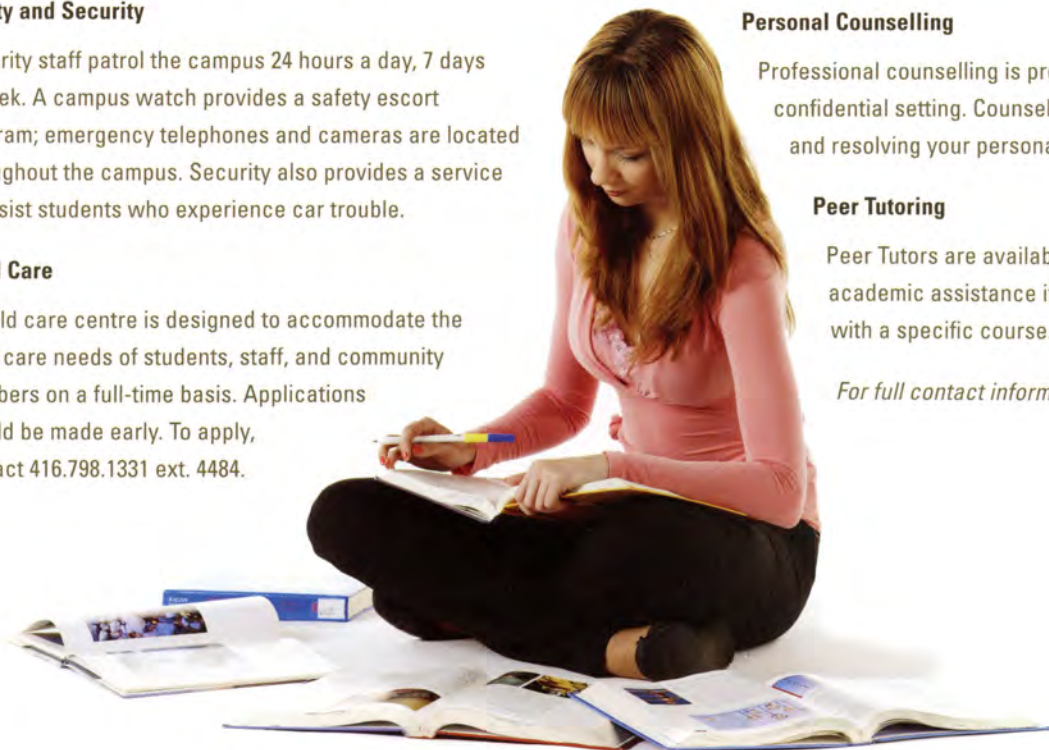 ty and Security
rity staff patrol the campus 24 hours a day, 7 days
ek. A campus watch provides a safety escort
ram; emergency telephones and cameras are located
ghout the campus. Security also provides a service
sist students who experience car trouble.
Care
ld care centre is designed to accommodate the
care needs of students, staff, and community
bers on a full-time basis. Applications
ld be made early. To apply,
act 416.798.1331 ext. 4484.
Personal Counselling
Professional counselling is pr
confidential setting. Counsel
and resolving your persona
Peer Tutoring
Peer Tutors are availab
academic assistance i
with a specific course.
For full contact inform